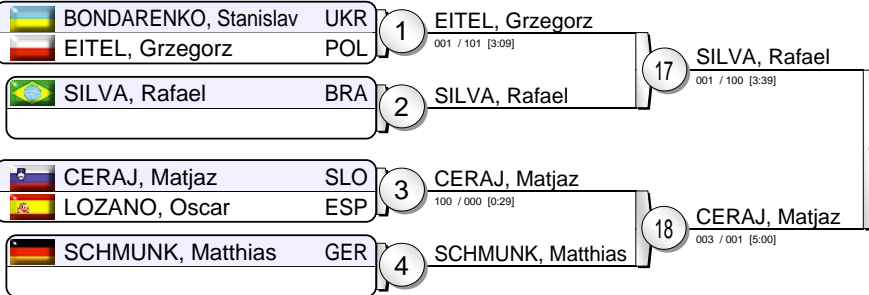 BONDARENKO, Stanislav UKR
EITEL, Grzegorz POL
1
EITEL, Grzegorz
001 / 101 [3:09]
SILVA, Rafael BRA
2
SILVA, Rafael
17
SILVA, Rafael
001 / 100 [3:39]
CERAJ, Matjaz SLO
LOZANO, Oscar ESP
3
CERAJ, Matjaz
100 / 000 [0:29]
SCHMUNK, Matthias GER
4
SCHMUNK, Matthias
18
CERAJ, Matjaz
003 / 001 [5:00]